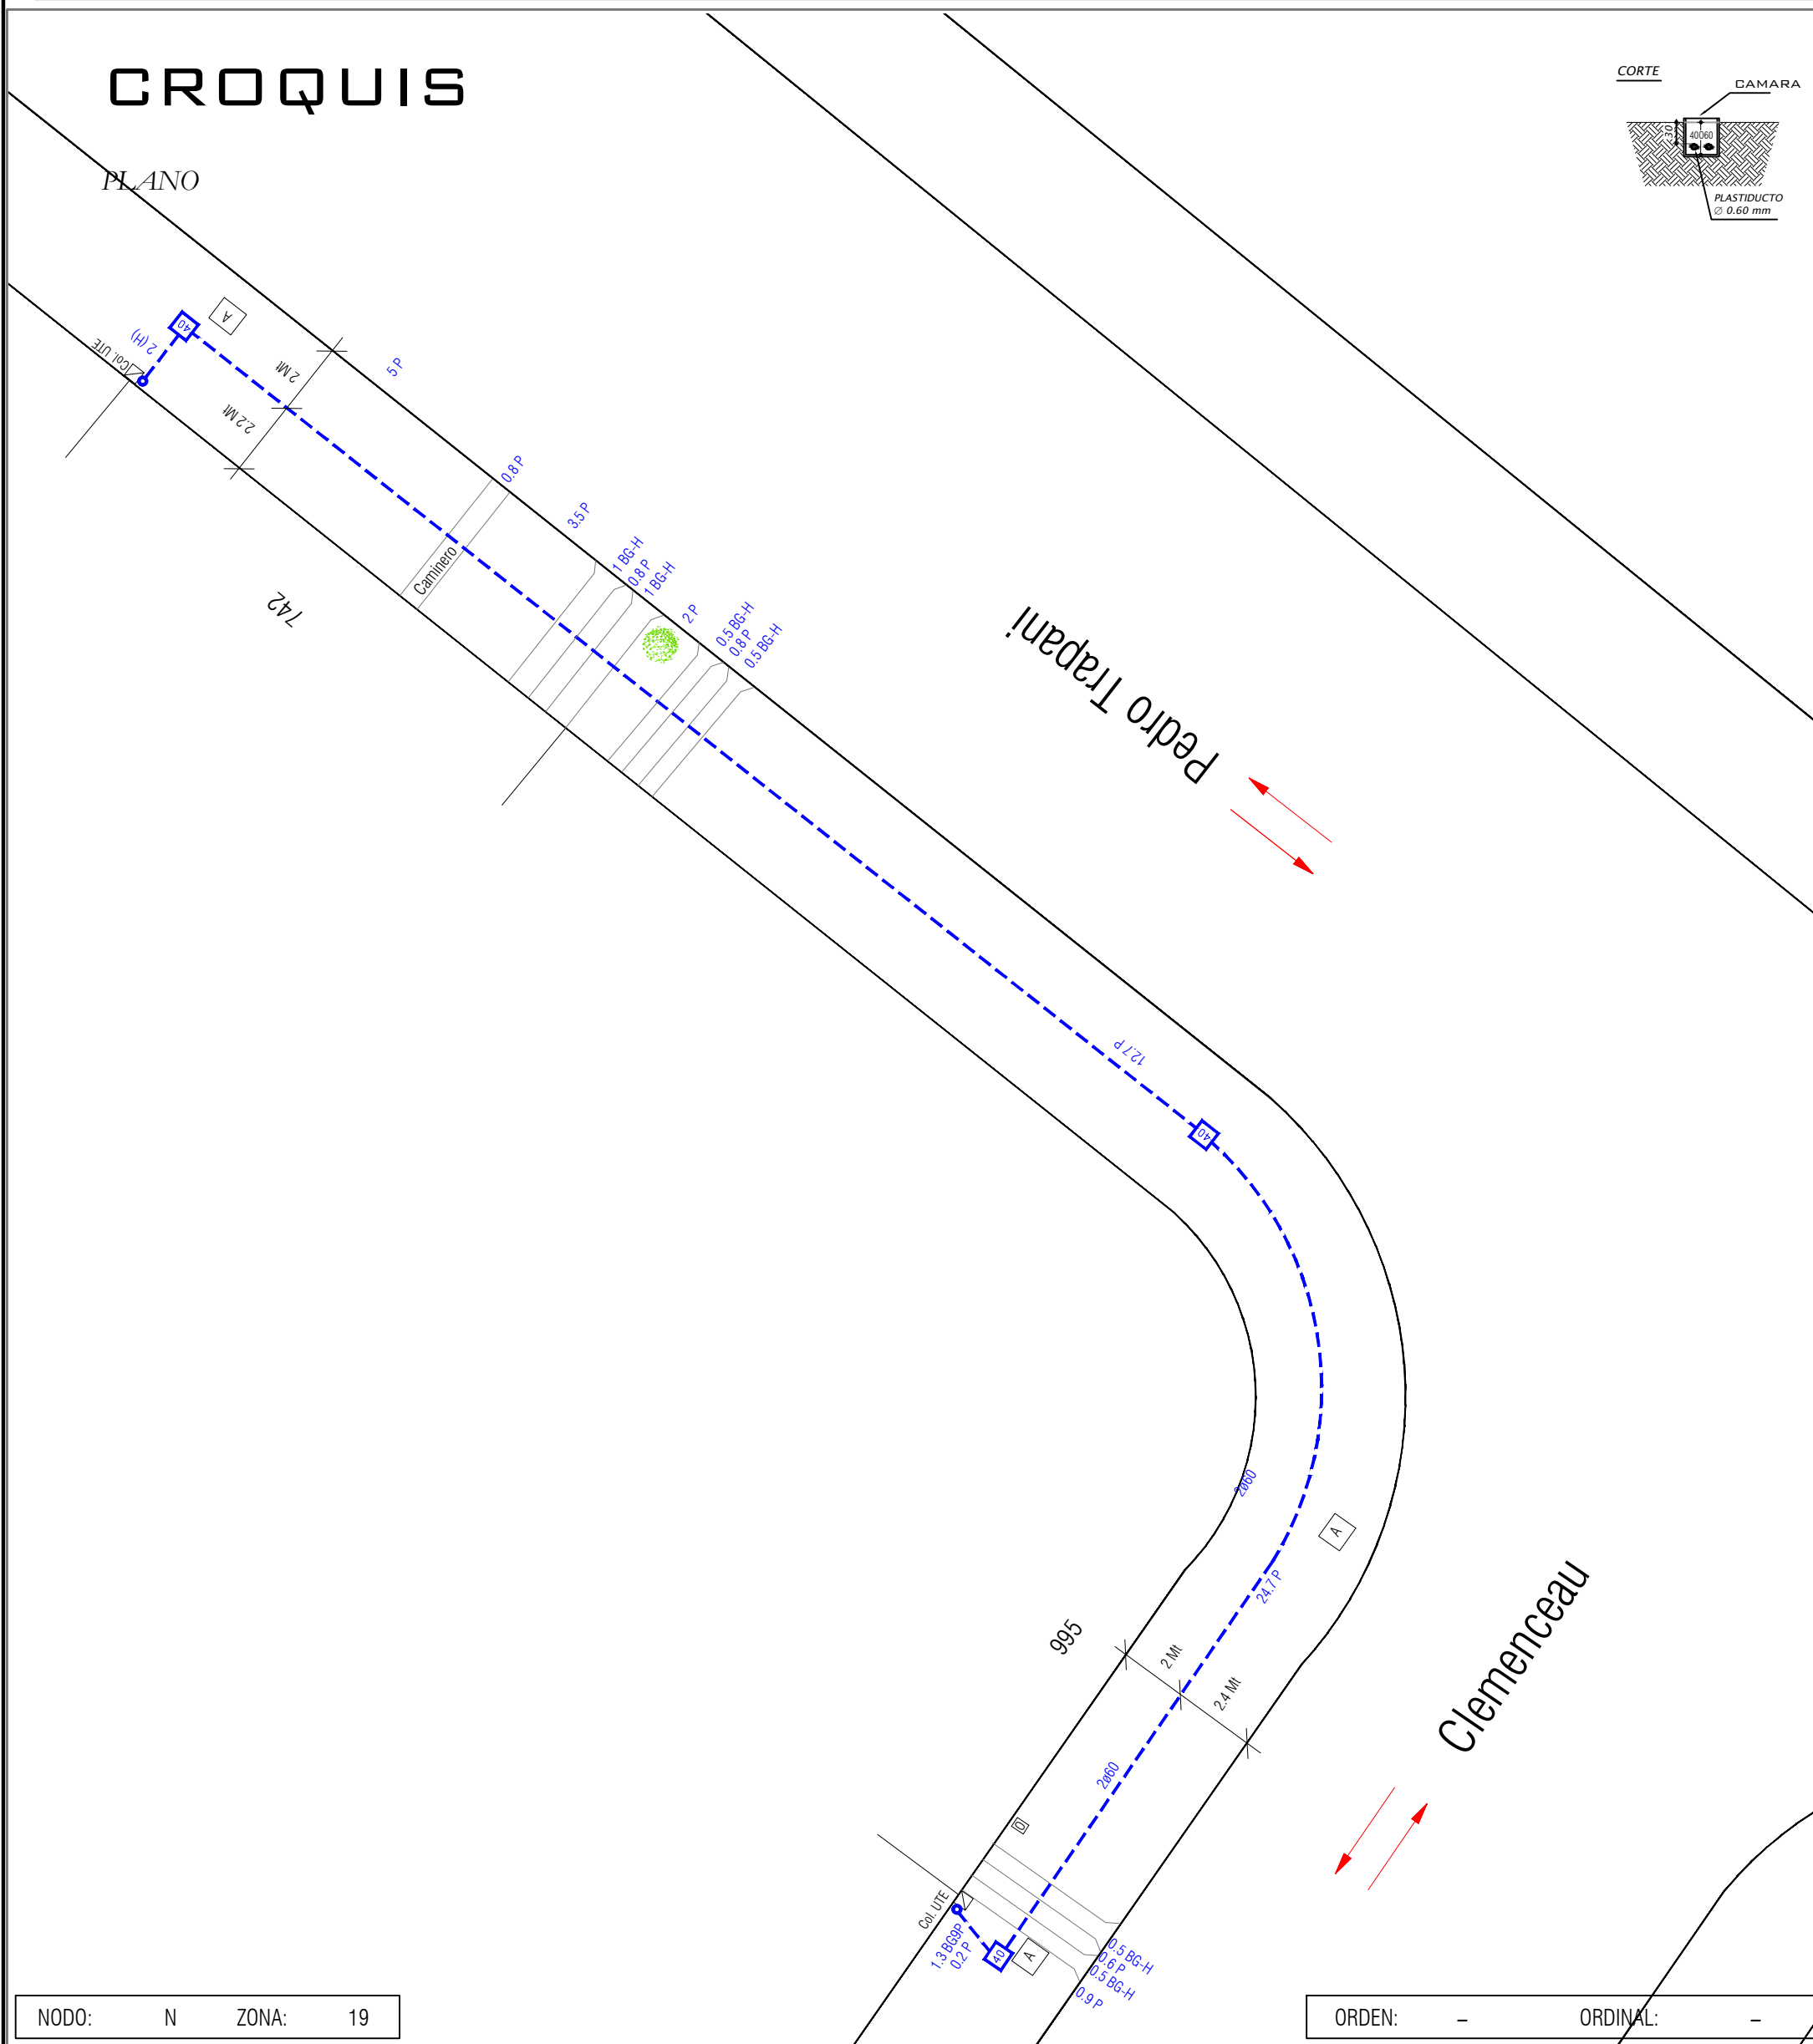 CROQUIS
PLANO
CORTE
CAMARA
30
40060
PLASTIDUCTO
∅ 0.60 mm
A
40
2 (H)
Col. UTE
2 Mt
2.2 Mt
5 P
0.8 P
Caminero
3.5 P
1 BG-H
0.8 P
1 BG-H
2 P
0.5 BG-H
0.8 P
0.5 BG-H
742
Pedro Trapani
12.7 P
40
2ø60
A
24.7 P
995
2 Mt
2.4 Mt
Clemenceau
2ø60
Col. UTE
1.3 BG9P
0.2 P
40
A
0.5 BG-H
0.6 P
0.5 BG-H
0.9 P
NODO: N ZONA: 19
ORDEN: – ORDINAL: –